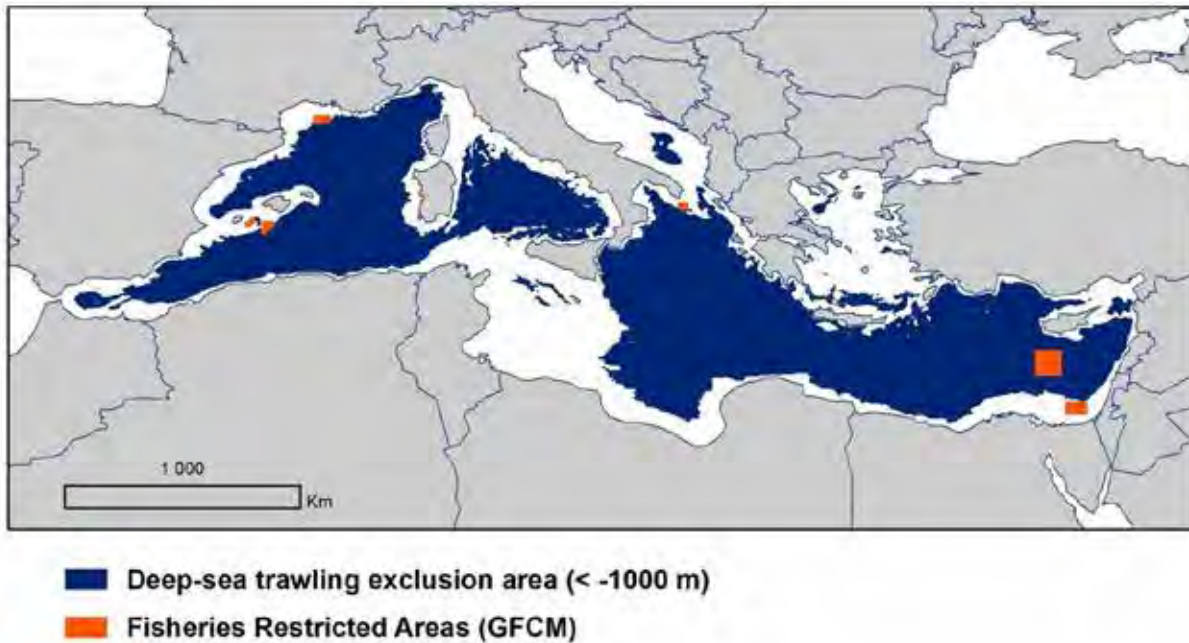 1 000
Km
Deep-sea trawling exclusion area (< -1000 m)
Fisheries Restricted Areas (GFCM)